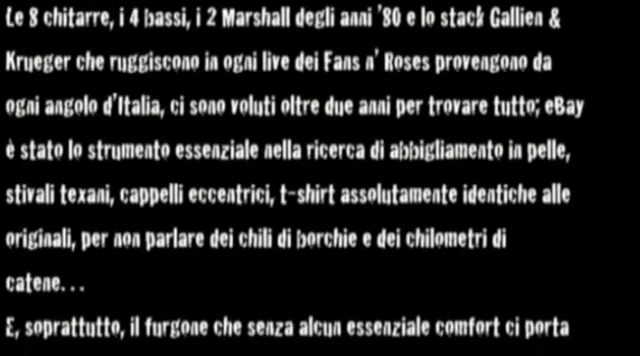 Le 8 chitarre, i 4 bassi, i 2 Marshall degli anni '80 e lo stack Gallien &
Krueger che ruggiscono in ogni live dei Fans n' Roses provengono da
ogni angolo d'Italia, ci sono voluti oltre due anni per trovare tutto; eBay
è stato lo strumento essenziale nella ricerca di abbigliamento in pelle,
stivali texani, cappelli eccentrici, t-shirt assolutamente identiche alle
originali, per non parlare dei chili di borchie e dei chilometri di
catene...
E, soprattutto, il furgone che senza alcun essenziale comfort ci porta